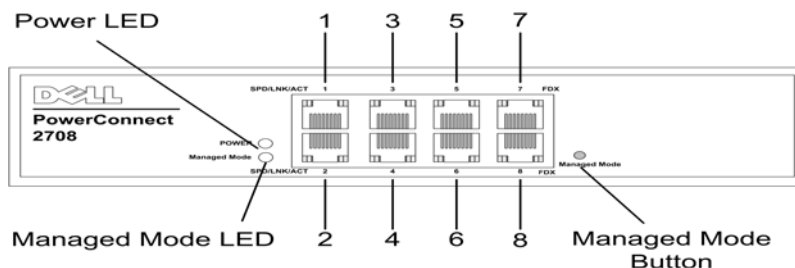 Power LED 1 3 5 7
SPD/LNK/ACT 1 3 5 7 FDX
DELL
PowerConnect
2708
POWER
Managed Mode
Managed Mode
SPD/LNK/ACT 2 4 6 8 FDX
Managed Mode LED 2 4 6 8 Managed Mode
Button